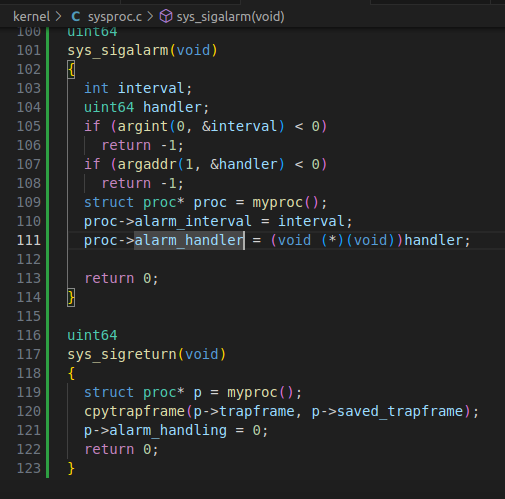 kernel > C sysproc.c > sys_sigalarm(void)
100 uint64
101 sys_sigalarm(void)
102 {
103   int interval;
104   uint64 handler;
105   if (argint(0, &interval) < 0)
106     return -1;
107   if (argaddr(1, &handler) < 0)
108     return -1;
109   struct proc* proc = myproc();
110   proc->alarm_interval = interval;
111   proc->alarm_handler = (void (*)(void))handler;
112
113   return 0;
114 }
115
116 uint64
117 sys_sigreturn(void)
118 {
119   struct proc* p = myproc();
120   cpytrapframe(p->trapframe, p->saved_trapframe);
121   p->alarm_handling = 0;
122   return 0;
123 }